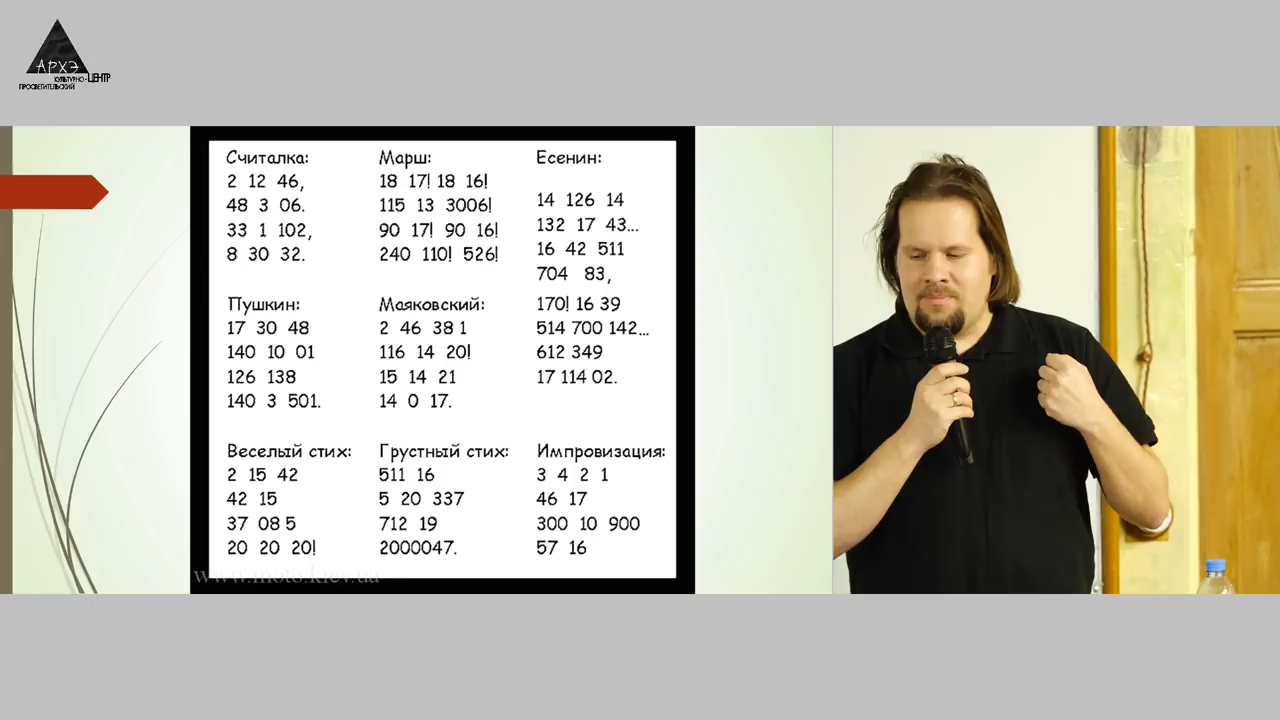 АРХЭ
КУЛЬТУРНО-ЦЕНТР
ПРОСВЕТИТЕЛЬСКИЙ
Считалка:
2 12 46,
48 3 06.
33 1 102,
8 30 32.
Марш:
18 17! 18 16!
115 13 3006!
90 17! 90 16!
240 110! 526!
Есенин:
14 126 14
132 17 43...
16 42 511
704 83,
170! 16 39
514 700 142...
612 349
17 114 02.
Пушкин:
17 30 48
140 10 01
126 138
140 3 501.
Маяковский:
2 46 38 1
116 14 20!
15 14 21
14 0 17.
Веселый стих:
2 15 42
42 15
37 08 5
20 20 20!
Грустный стих:
511 16
5 20 337
712 19
2000047.
Импровизация:
3 4 2 1
46 17
300 10 900
57 16
www.moto.kiev.ua